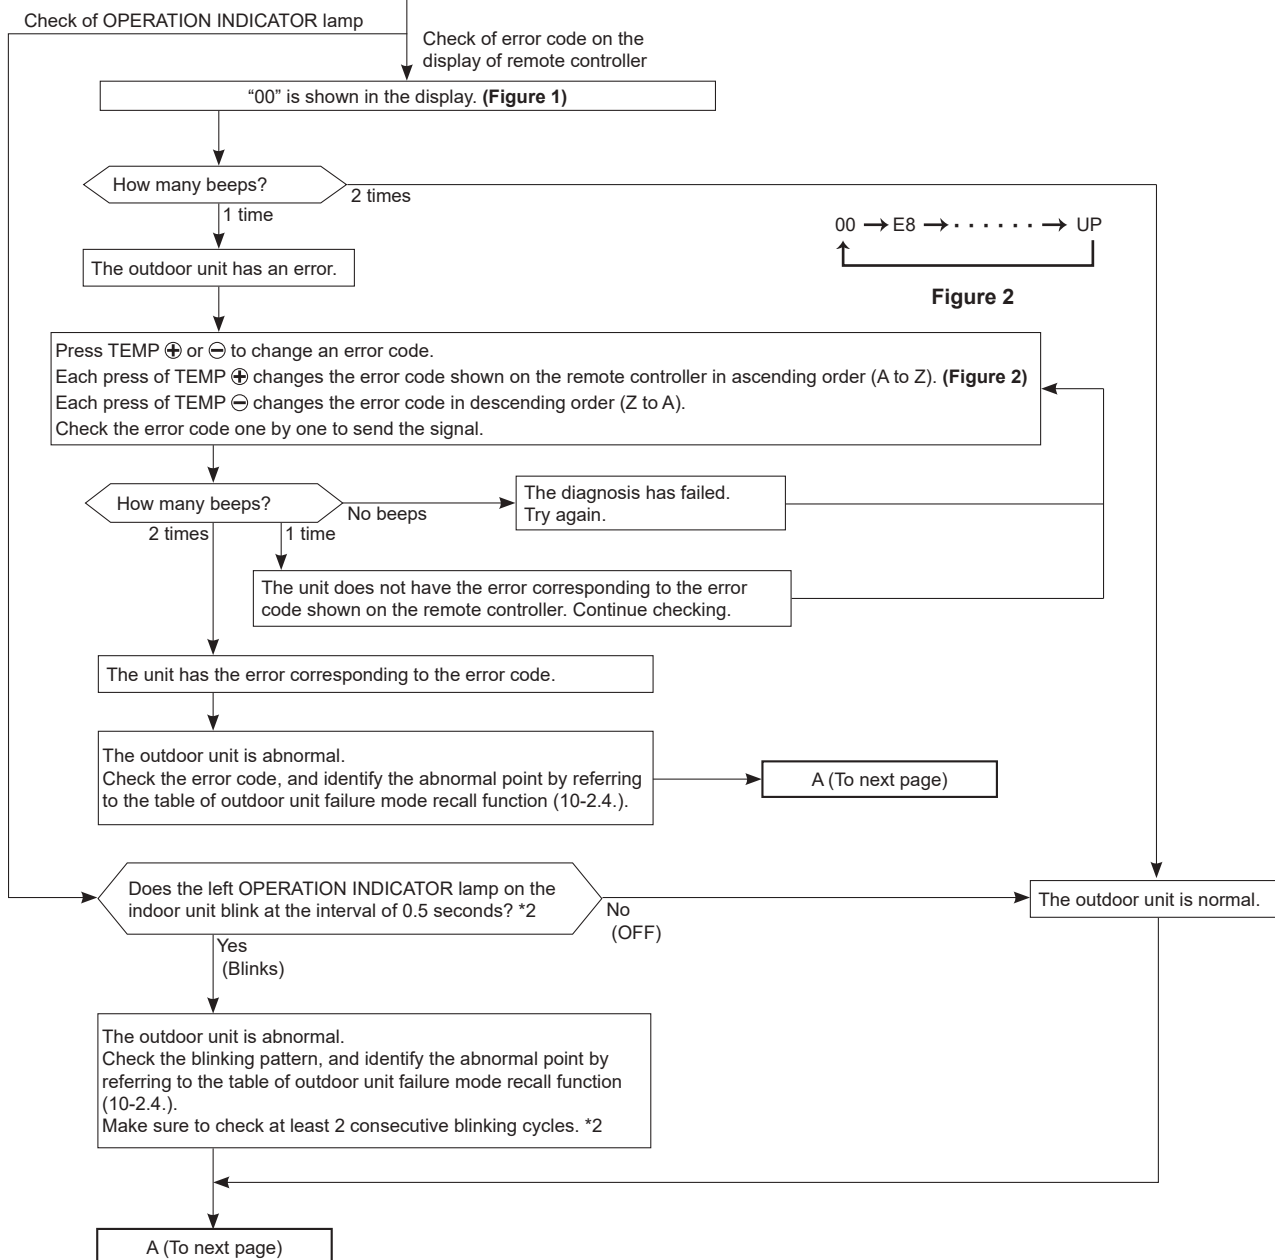 Check of OPERATION INDICATOR lamp
Check of error code on the
display of remote controller
“00” is shown in the display. (Figure 1)
How many beeps?
2 times
1 time
00 → E8 → · · · · · · → UP
Figure 2
The outdoor unit has an error.
Press TEMP ⊕ or ⊖ to change an error code.
Each press of TEMP ⊕ changes the error code shown on the remote controller in ascending order (A to Z). (Figure 2)
Each press of TEMP ⊖ changes the error code in descending order (Z to A).
Check the error code one by one to send the signal.
How many beeps?
No beeps
2 times
1 time
The diagnosis has failed.
Try again.
The unit does not have the error corresponding to the error
code shown on the remote controller. Continue checking.
The unit has the error corresponding to the error code.
The outdoor unit is abnormal.
Check the error code, and identify the abnormal point by referring
to the table of outdoor unit failure mode recall function (10-2.4.).
A (To next page)
Does the left OPERATION INDICATOR lamp on the
indoor unit blink at the interval of 0.5 seconds? *2
No
(OFF)
The outdoor unit is normal.
Yes
(Blinks)
The outdoor unit is abnormal.
Check the blinking pattern, and identify the abnormal point by
referring to the table of outdoor unit failure mode recall function
(10-2.4.).
Make sure to check at least 2 consecutive blinking cycles. *2
A (To next page)